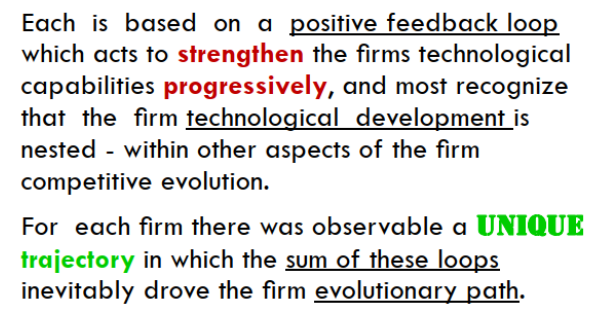 Each is based on a positive feedback loop
which acts to strengthen the firms technological
capabilities progressively, and most recognize
that the firm technological development is
nested - within other aspects of the firm
competitive evolution.
For each firm there was observable a UNIQUE
trajectory in which the sum of these loops
inevitably drove the firm evolutionary path.